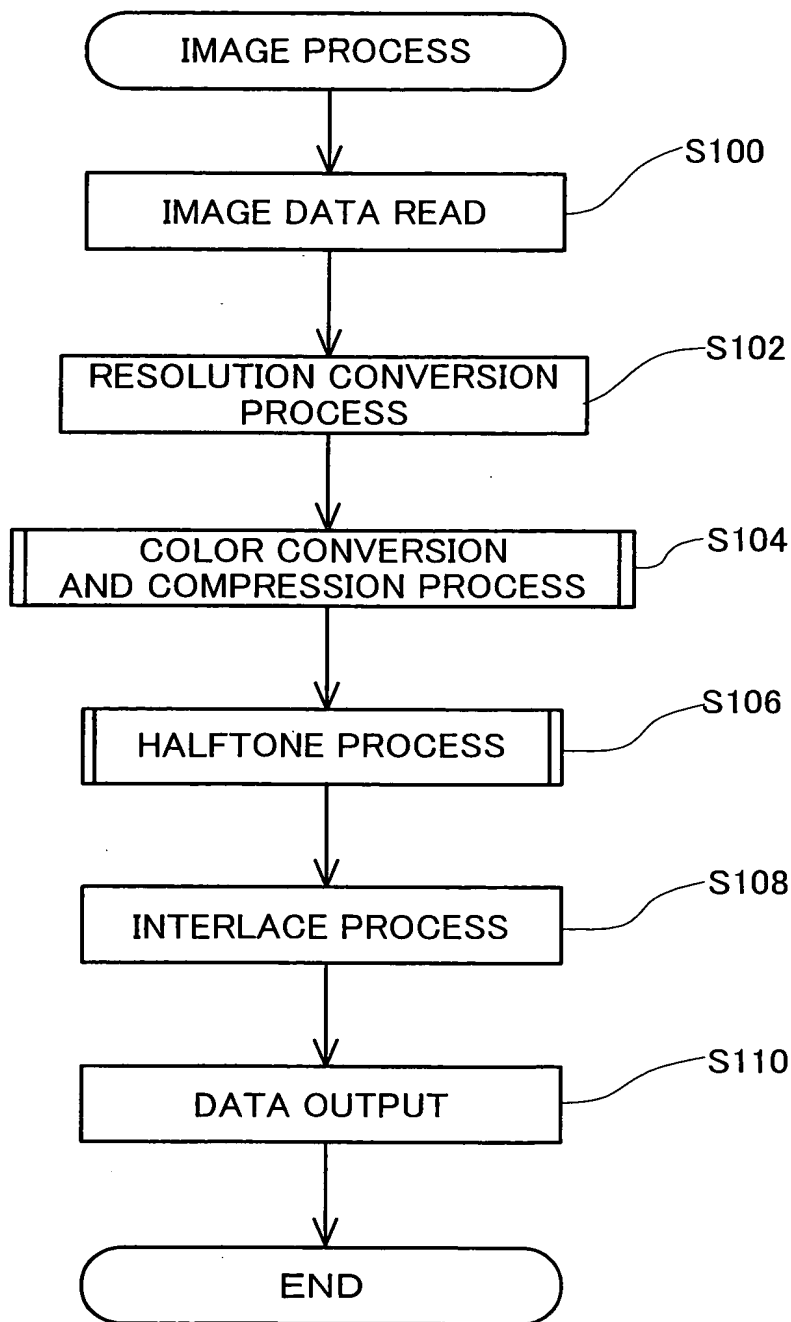 IMAGE PROCESS
S100
IMAGE DATA READ
S102
RESOLUTION CONVERSION
PROCESS
S104
COLOR CONVERSION
AND COMPRESSION PROCESS
S106
HALFTONE PROCESS
S108
INTERLACE PROCESS
S110
DATA OUTPUT
END